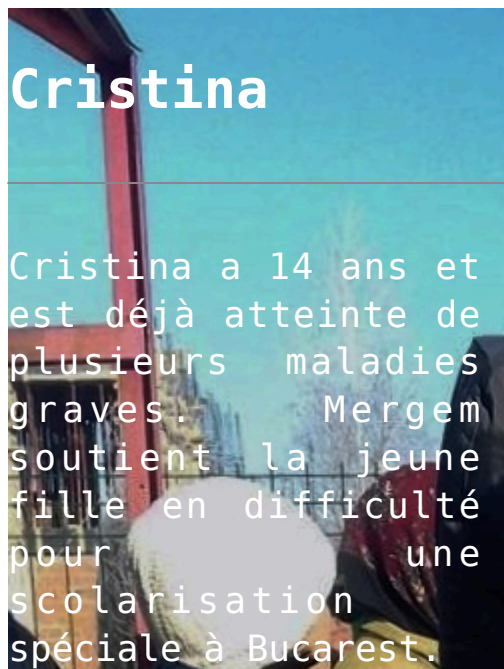 Cristina
Cristina a 14 ans et
est déjà atteinte de
plusieurs maladies
graves. Mergem
soutient la jeune
fille en difficulté
pour une
scolarisation
spéciale à Bucarest.